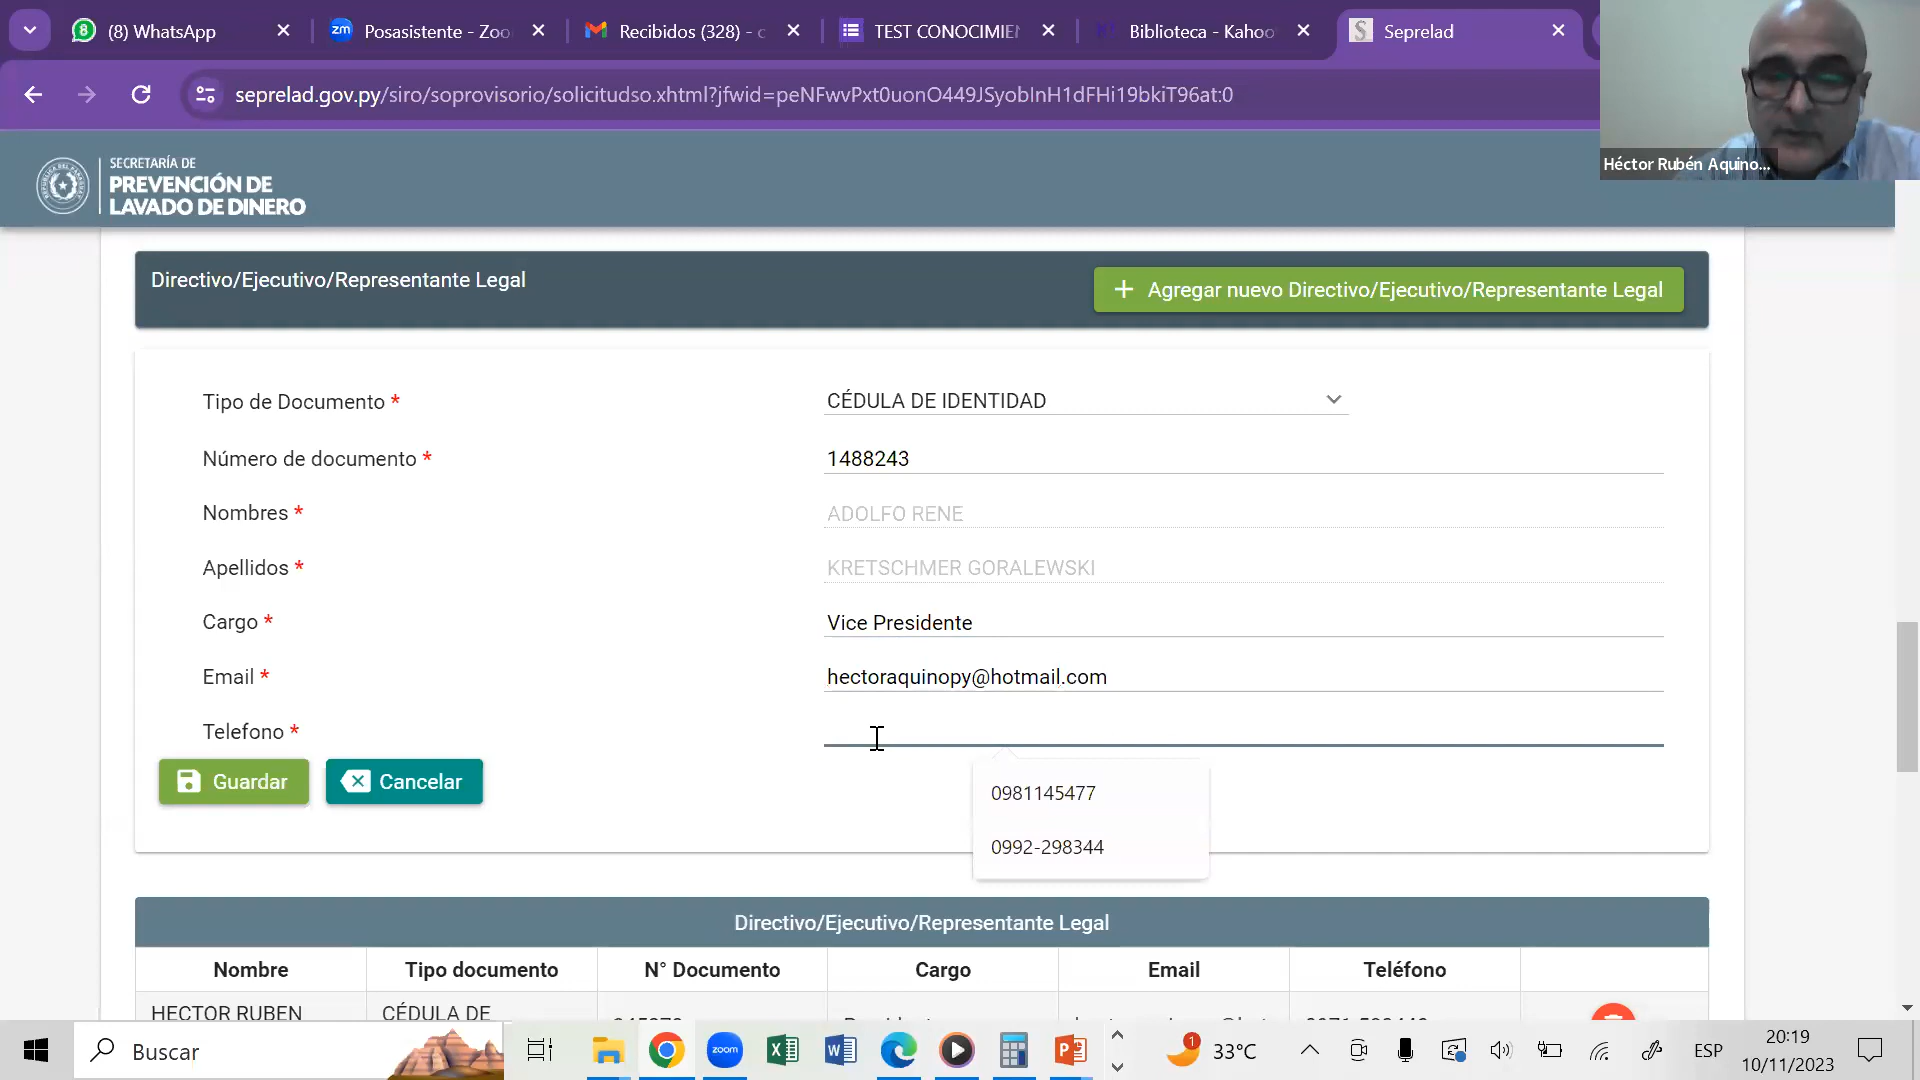 (8) WhatsApp
Posasistente - Zoo
Recibidos (328) - c
TEST CONOCIMIEN
Biblioteca - Kahoo
Seprelad
seprelad.gov.py/siro/soprovisorio/solicitudso.xhtml?jfwid=peNFwvPxt0uonO449JSyobInH1dFHi19bkiT96at:0
Héctor Rubén Aquino...
SECRETARÍA DE
PREVENCIÓN DE
LAVADO DE DINERO
Directivo/Ejecutivo/Representante Legal
+ Agregar nuevo Directivo/Ejecutivo/Representante Legal
Tipo de Documento *
CÉDULA DE IDENTIDAD
Número de documento *
1488243
Nombres *
ADOLFO RENE
Apellidos *
KRETSCHMER GORALEWSKI
Cargo *
Vice Presidente
Email *
hectoraquinopy@hotmail.com
Telefono *
Guardar
Cancelar
0981145477
0992-298344
Directivo/Ejecutivo/Representante Legal
Nombre
Tipo documento
N° Documento
Cargo
Email
Teléfono
HECTOR RUBEN
CÉDULA DE
Buscar
zoom
1
33°C
ESP
20:19
10/11/2023